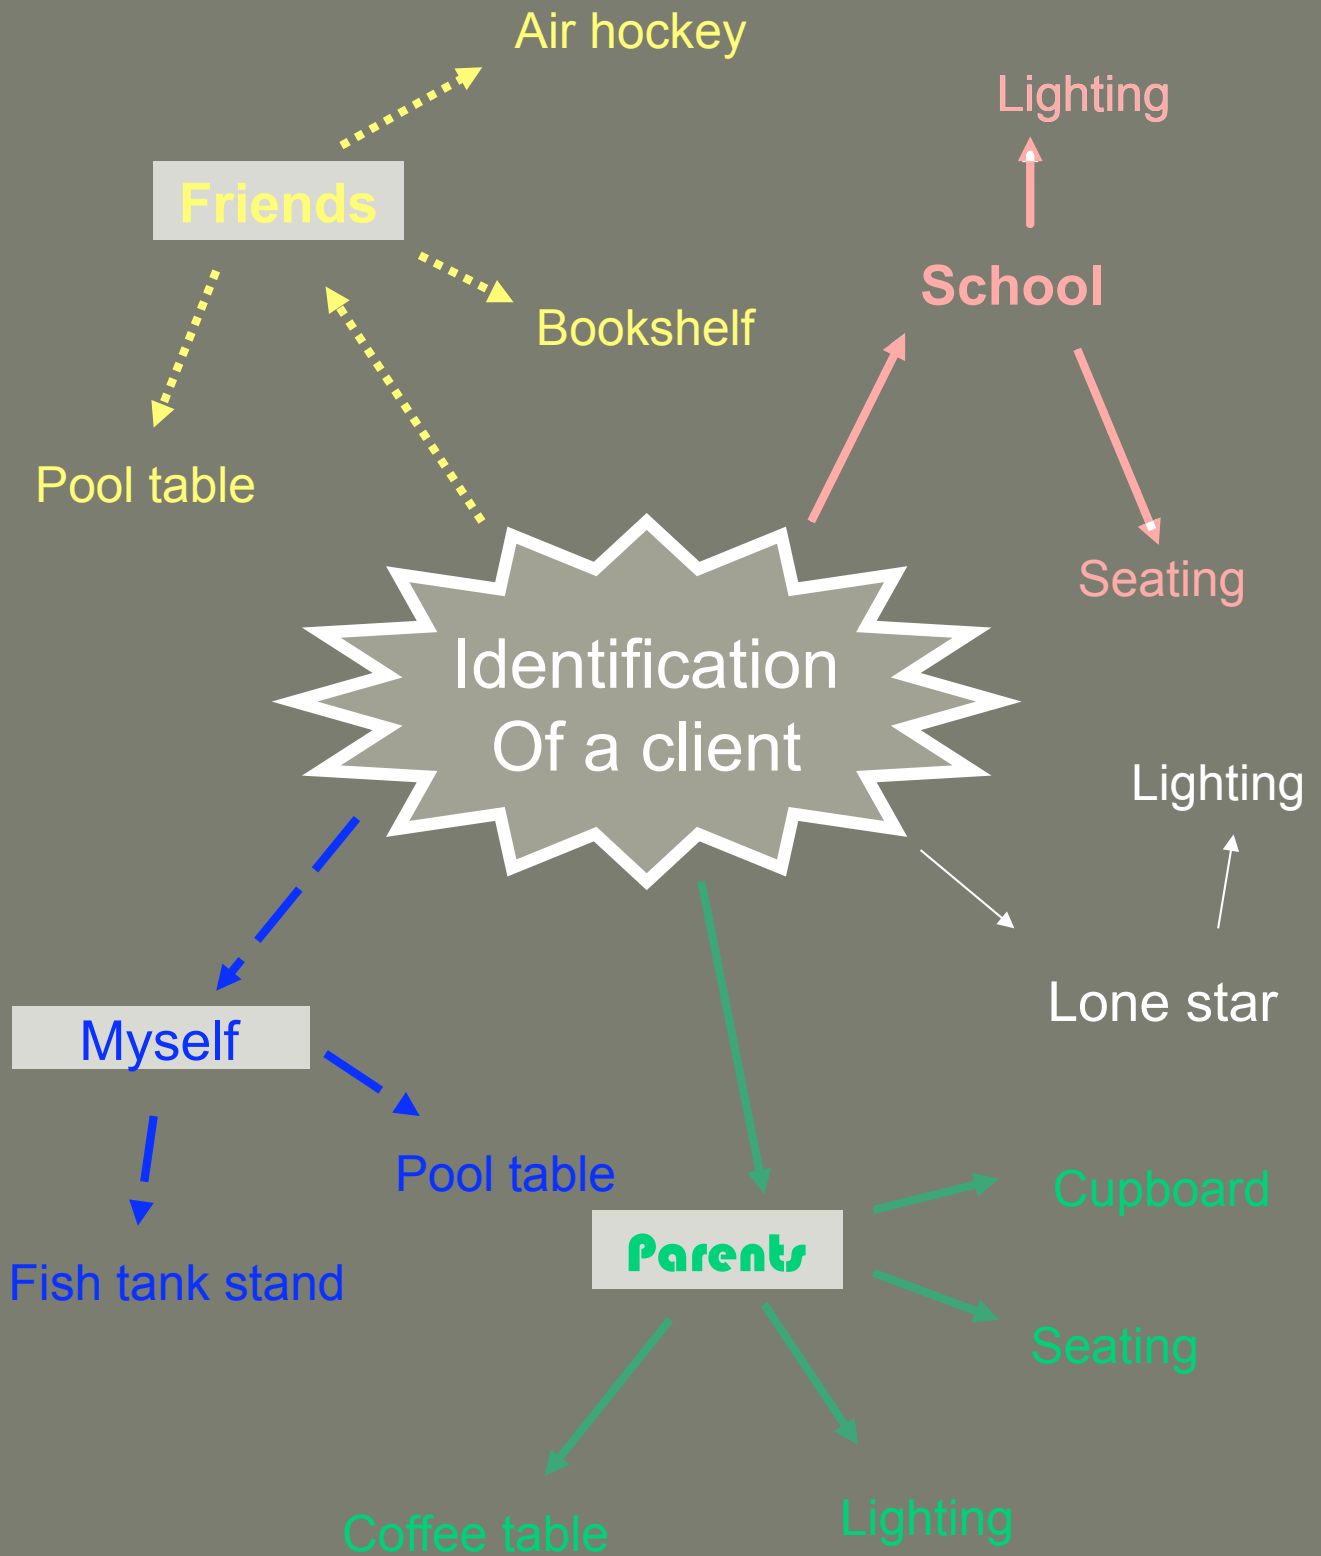 Air hockey
Lighting
Friends
School
Bookshelf
Pool table
Seating
Identification
Of a client
Lighting
Lone star
Myself
Pool table
Cupboard
Parents
Fish tank stand
Seating
Lighting
Coffee table